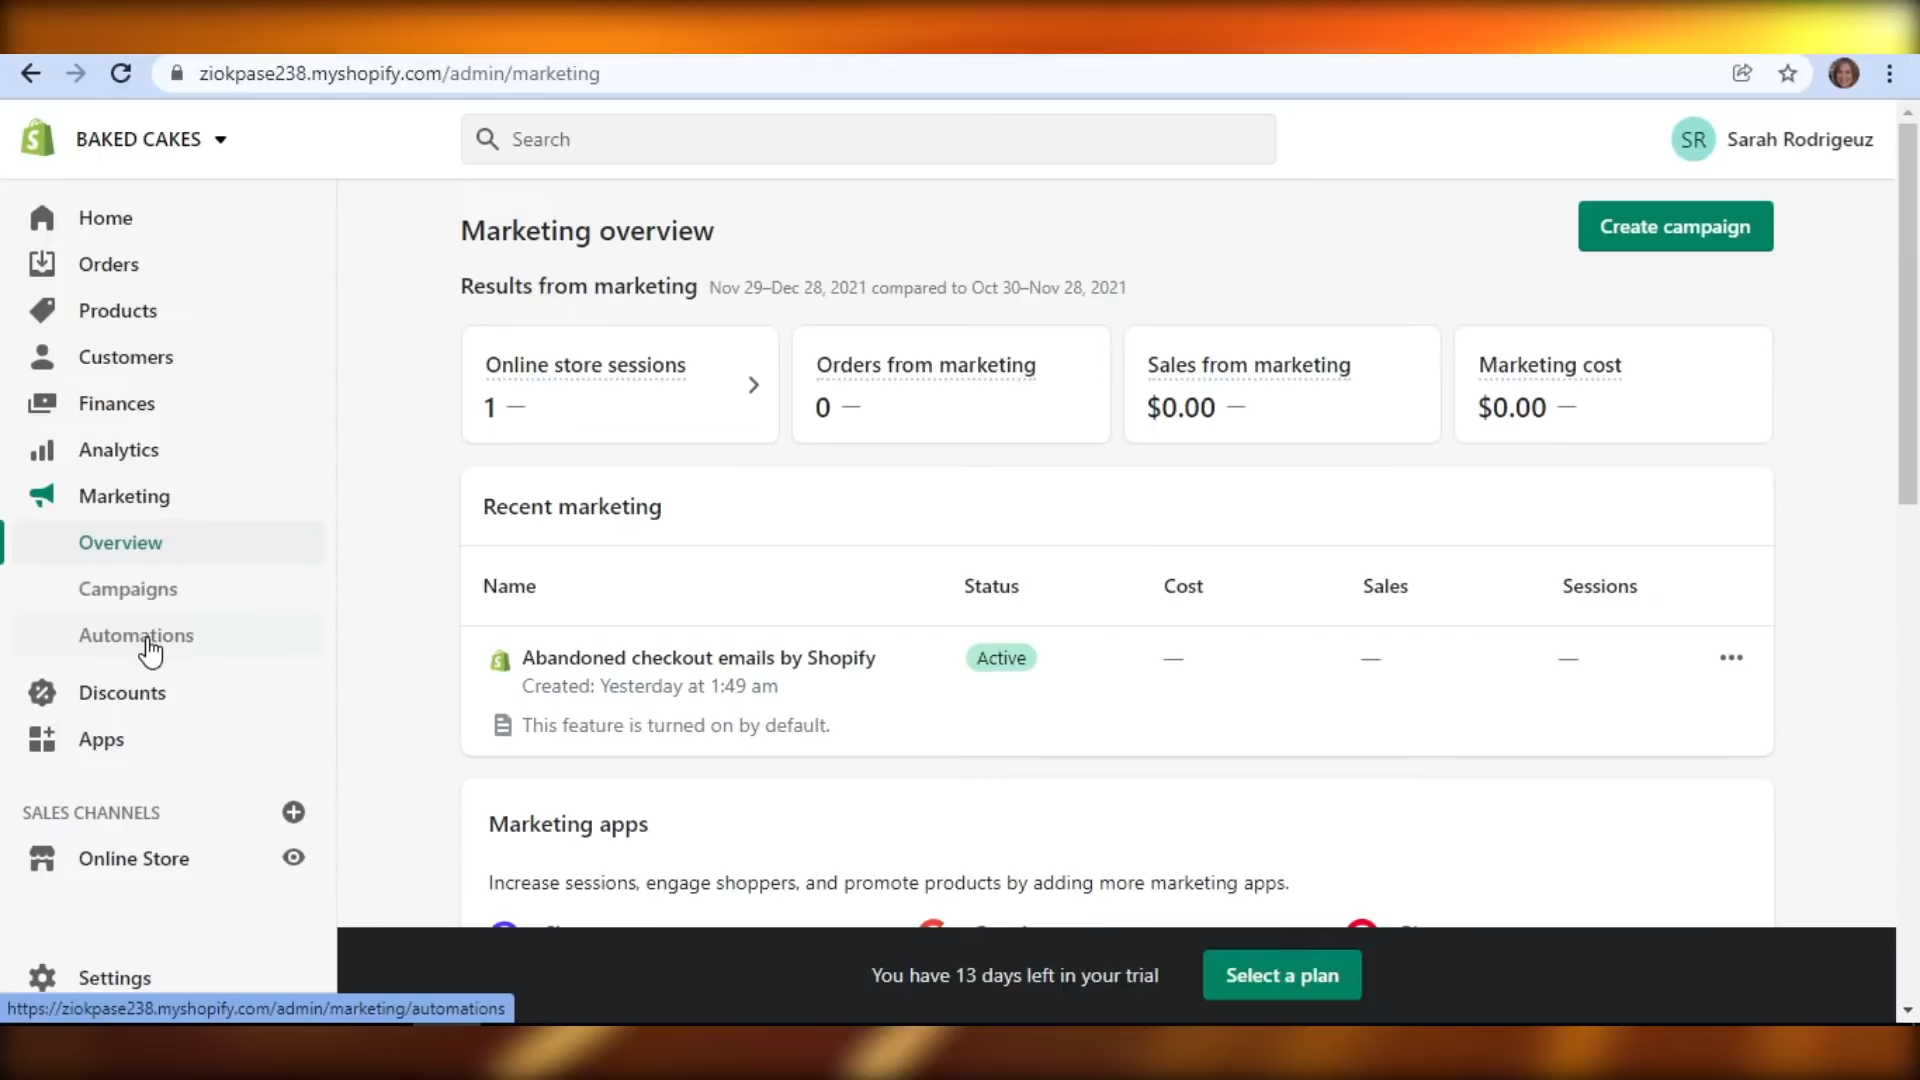 ziokpase238.myshopify.com/admin/marketing
BAKED CAKES
Search
SR Sarah Rodrigeuz
Home
Orders
Products
Customers
Finances
Analytics
Marketing
Overview
Campaigns
Automations
Discounts
Apps
SALES CHANNELS
Online Store
Settings
https://ziokpase238.myshopify.com/admin/marketing/automations
Marketing overview
Create campaign
Results from marketing Nov 29–Dec 28, 2021 compared to Oct 30–Nov 28, 2021
Online store sessions
1 —
Orders from marketing
0 —
Sales from marketing
$0.00 —
Marketing cost
$0.00 —
Recent marketing
Name Status Cost Sales Sessions
Abandoned checkout emails by Shopify Active — — —
Created: Yesterday at 1:49 am
This feature is turned on by default.
Marketing apps
Increase sessions, engage shoppers, and promote products by adding more marketing apps.
You have 13 days left in your trial
Select a plan